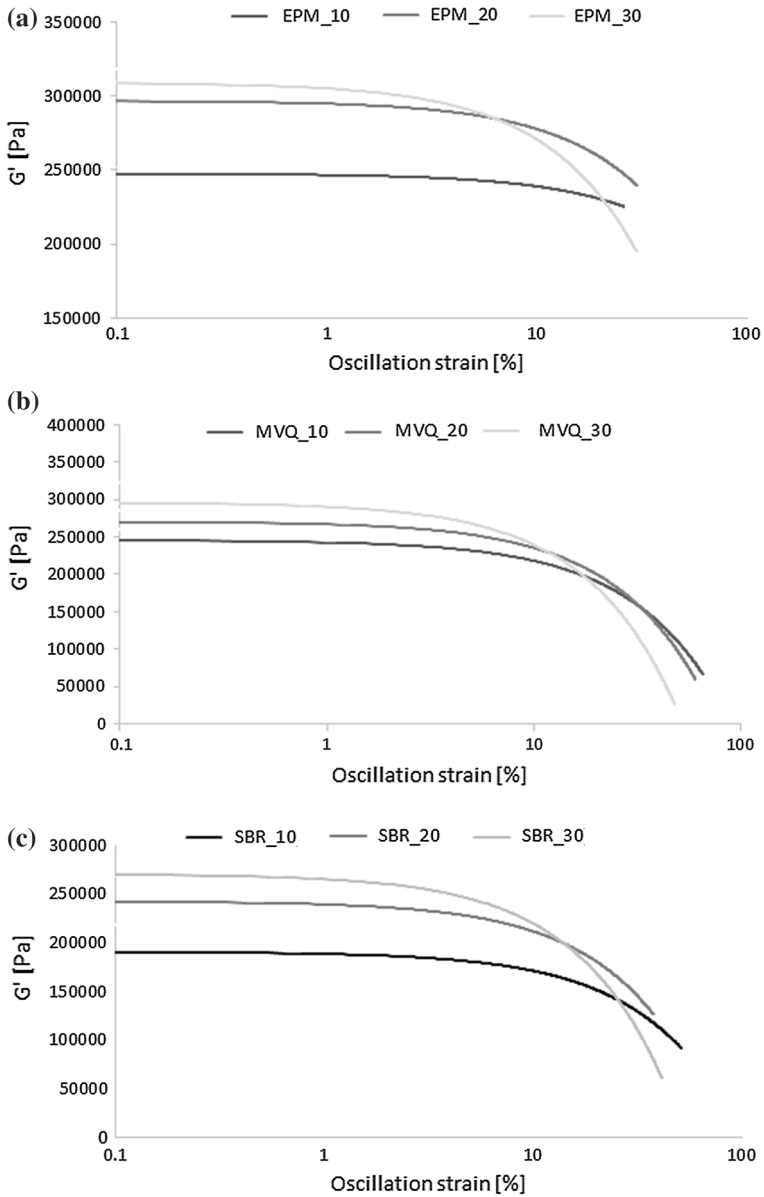 (a)
EPM_10 EPM_20 EPM_30
350000
300000
250000
200000
150000
G' [Pa]
0.1 1 10 100
Oscillation strain [%]
(b)
MVQ_10 MVQ_20 MVQ_30
400000
350000
300000
250000
200000
150000
100000
50000
0
G' [Pa]
0.1 1 10 100
Oscillation strain [%]
(c)
SBR_10 SBR_20 SBR_30
300000
250000
200000
150000
100000
50000
0
G' [Pa]
0.1 1 10 100
Oscillation strain [%]